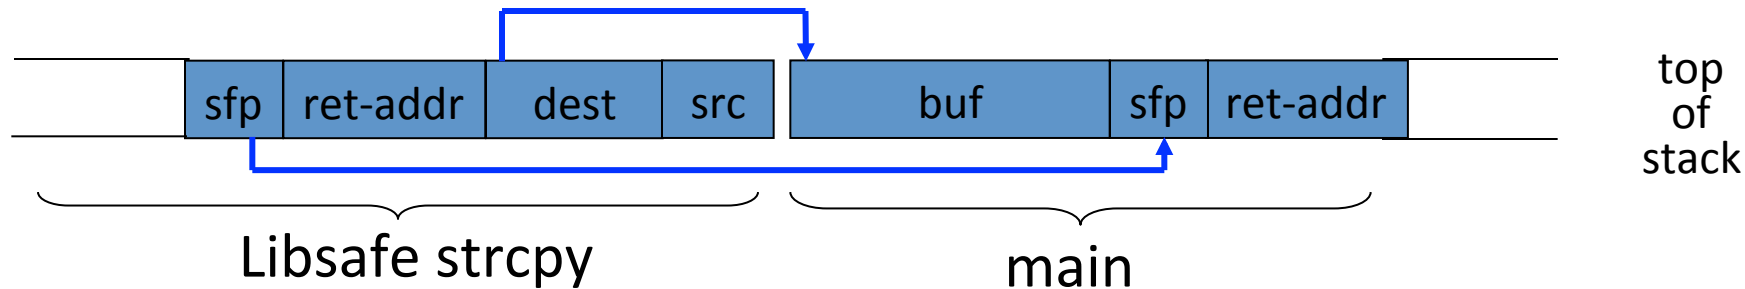 sfp ret-addr dest src buf sfp ret-addr
top
of
stack
Libsafe strcpy
main